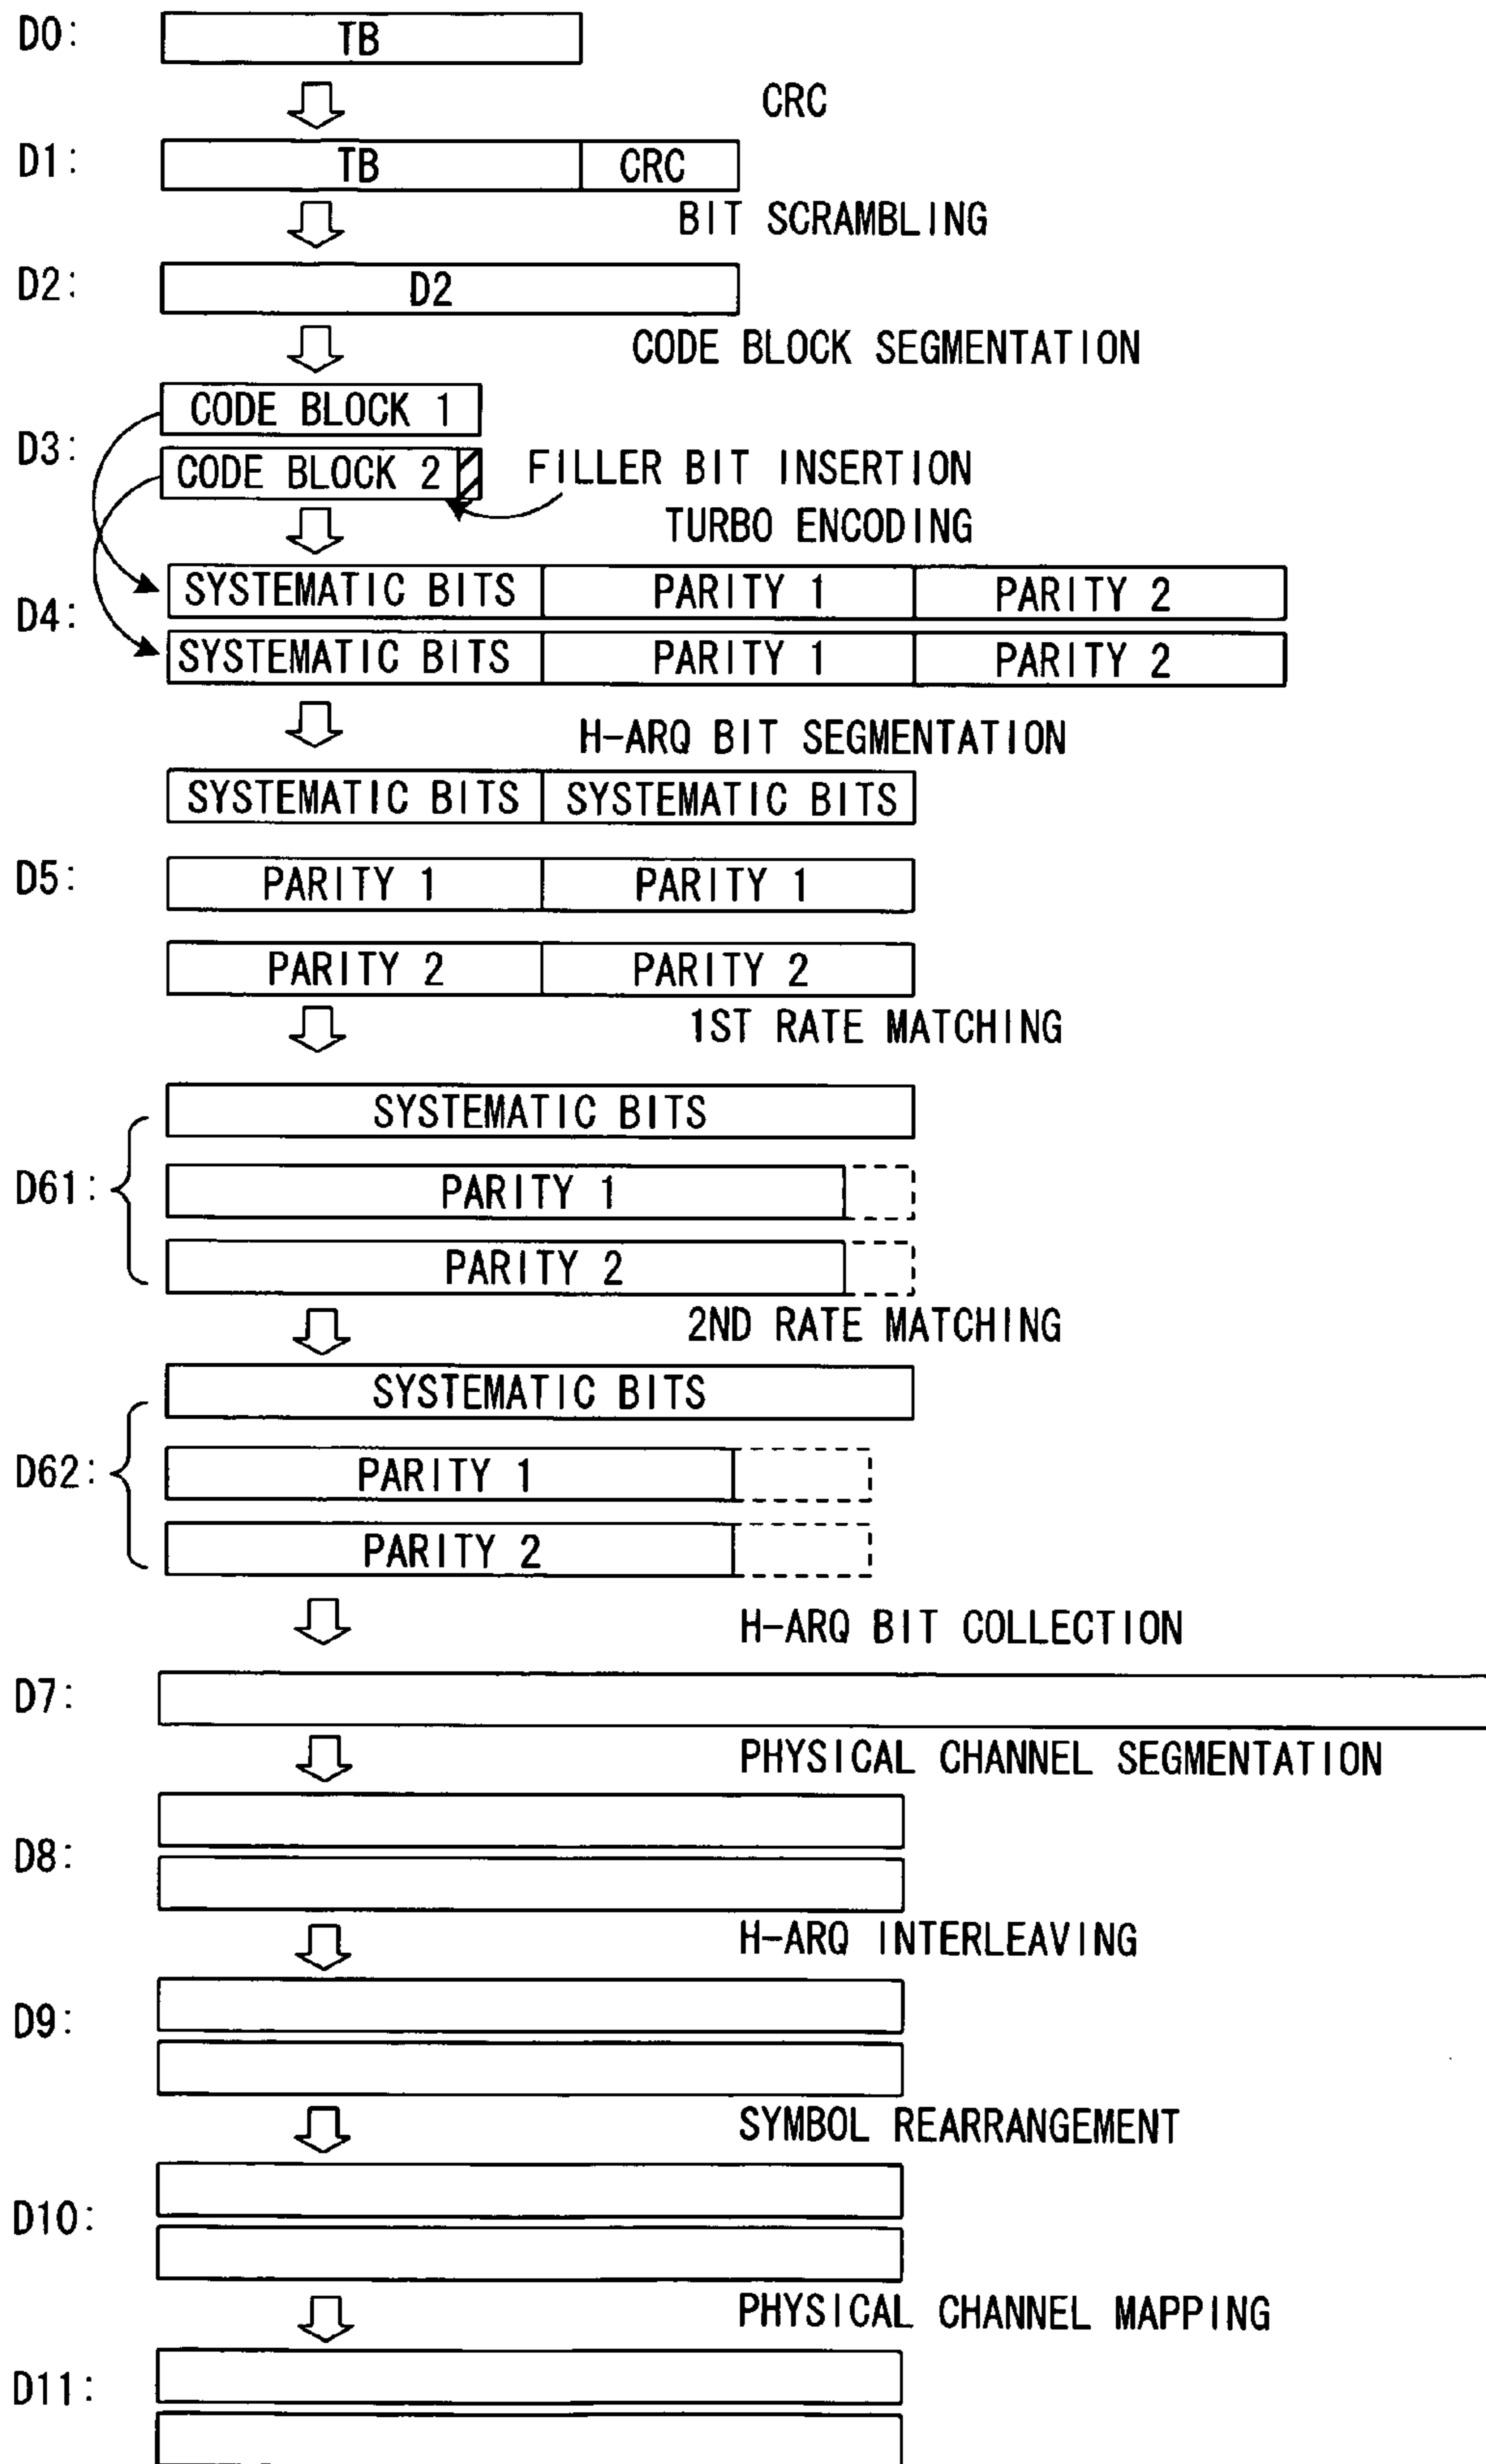 D0: TB
CRC
D1: TB CRC
BIT SCRAMBLING
D2: D2
CODE BLOCK SEGMENTATION
CODE BLOCK 1
D3:
CODE BLOCK 2 FILLER BIT INSERTION
TURBO ENCODING
SYSTEMATIC BITS PARITY 1 PARITY 2
D4:
SYSTEMATIC BITS PARITY 1 PARITY 2
H-ARQ BIT SEGMENTATION
SYSTEMATIC BITS SYSTEMATIC BITS
D5: PARITY 1 PARITY 1
PARITY 2 PARITY 2
1ST RATE MATCHING
SYSTEMATIC BITS
D61: PARITY 1
PARITY 2
2ND RATE MATCHING
SYSTEMATIC BITS
D62: PARITY 1
PARITY 2
H-ARQ BIT COLLECTION
D7:
PHYSICAL CHANNEL SEGMENTATION
D8:
H-ARQ INTERLEAVING
D9:
SYMBOL REARRANGEMENT
D10:
PHYSICAL CHANNEL MAPPING
D11: